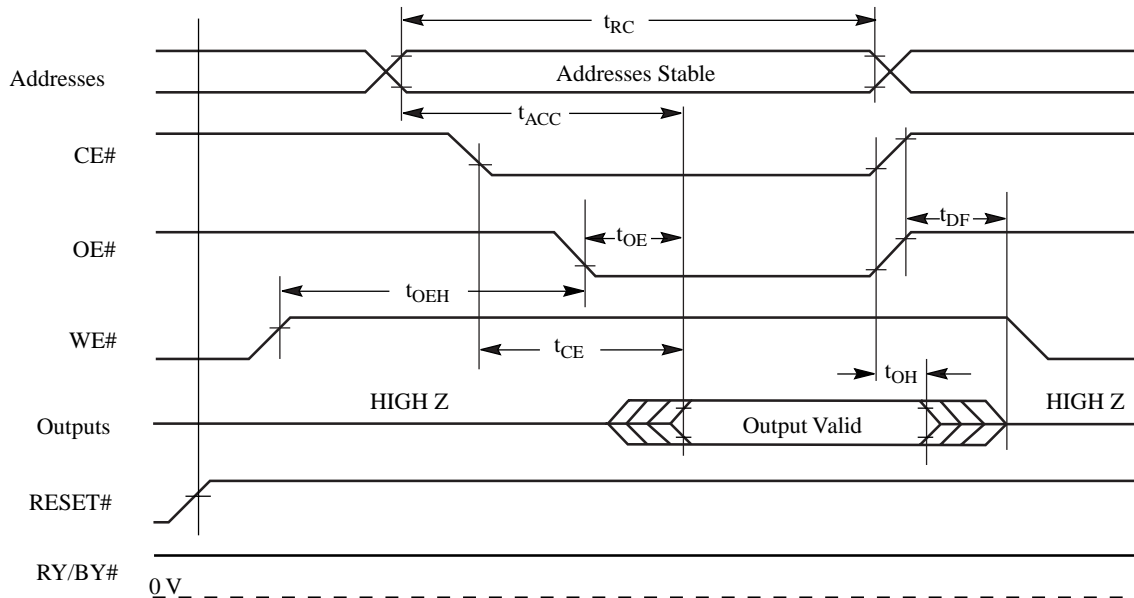 tRC
Addresses
Addresses Stable
tACC
CE#
tDF
OE#
tOE
tOEH
WE#
tCE
tOH
HIGH Z
HIGH Z
Outputs
Output Valid
RESET#
RY/BY#
0 V